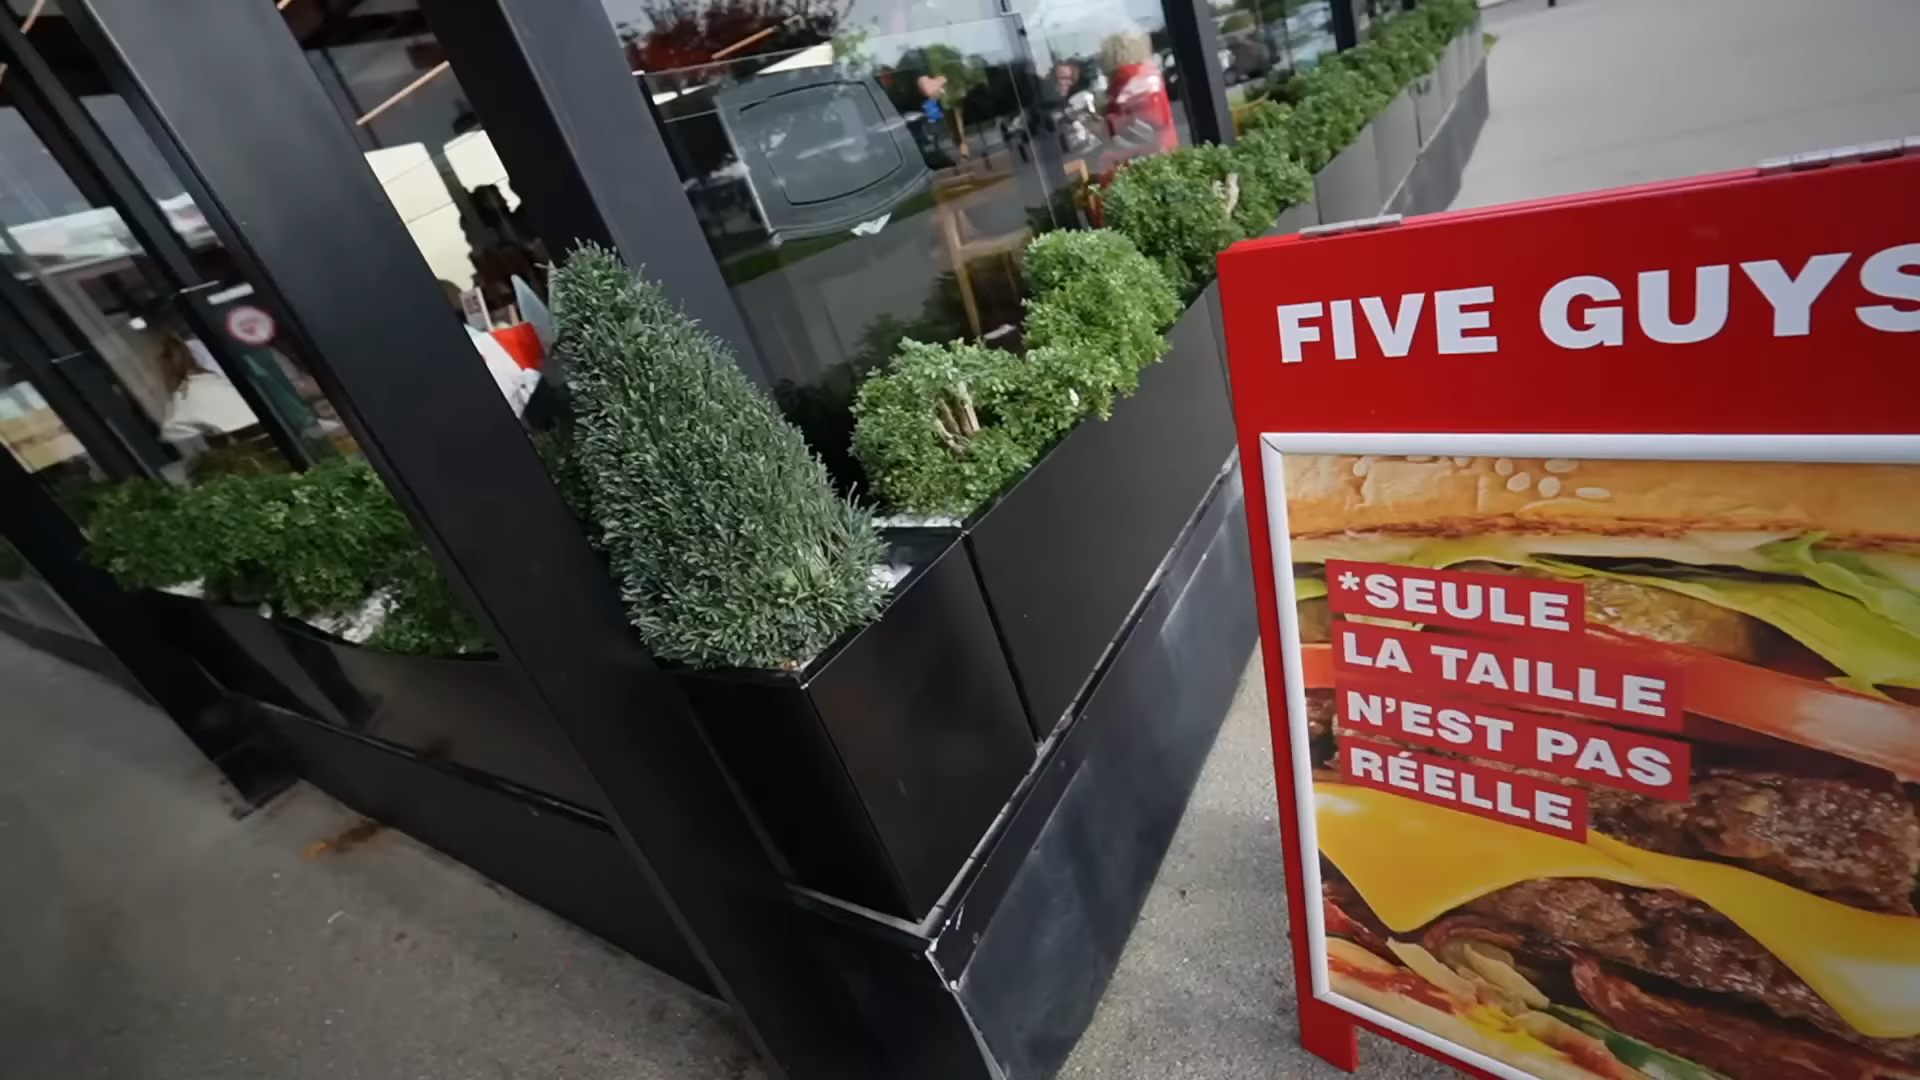 FIVE GUYS
*SEULE
LA TAILLE
N'EST PAS
RÉELLE